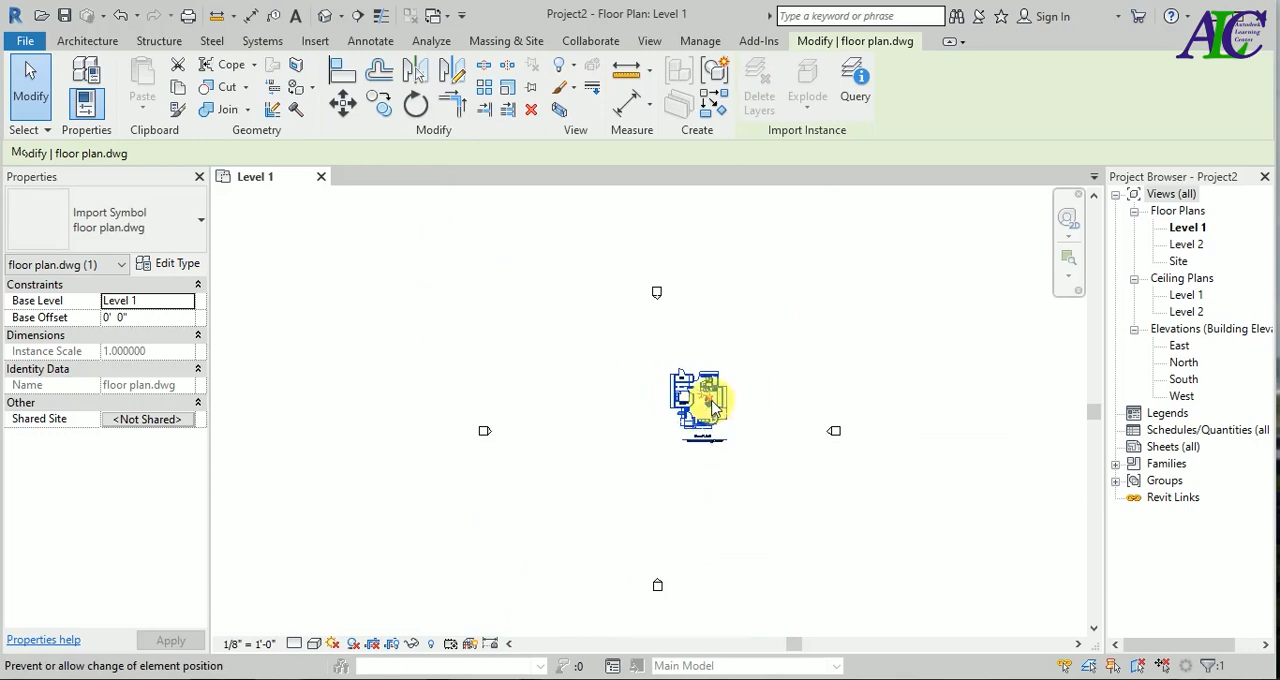 Project2 - Floor Plan: Level 1
Type a keyword or phrase
Sign In
Autodesk
Learning
Center
ALC
File Architecture Structure Steel Systems Insert Annotate Analyze Massing & Site Collaborate View Manage Add-Ins Modify | floor plan.dwg
Modify
Paste
Cope
Cut
Join
Delete
Layers
Explode
Query
Select Properties Clipboard Geometry Modify View Measure Create Import Instance
Modify | floor plan.dwg
Properties
Level 1
Project Browser - Project2
Import Symbol
floor plan.dwg
floor plan.dwg (1)
Edit Type
Constraints
Base Level Level 1
Base Offset 0' 0"
Dimensions
Instance Scale 1.000000
Identity Data
Name floor plan.dwg
Other
Shared Site <Not Shared>
2D
Views (all)
Floor Plans
Level 1
Level 2
Site
Ceiling Plans
Level 1
Level 2
Elevations (Building Eleva
East
North
South
West
Legends
Schedules/Quantities (all
Sheets (all)
Families
Groups
Revit Links
Properties help
Apply
1/8" = 1'-0"
Prevent or allow change of element position
:0
Main Model
:1